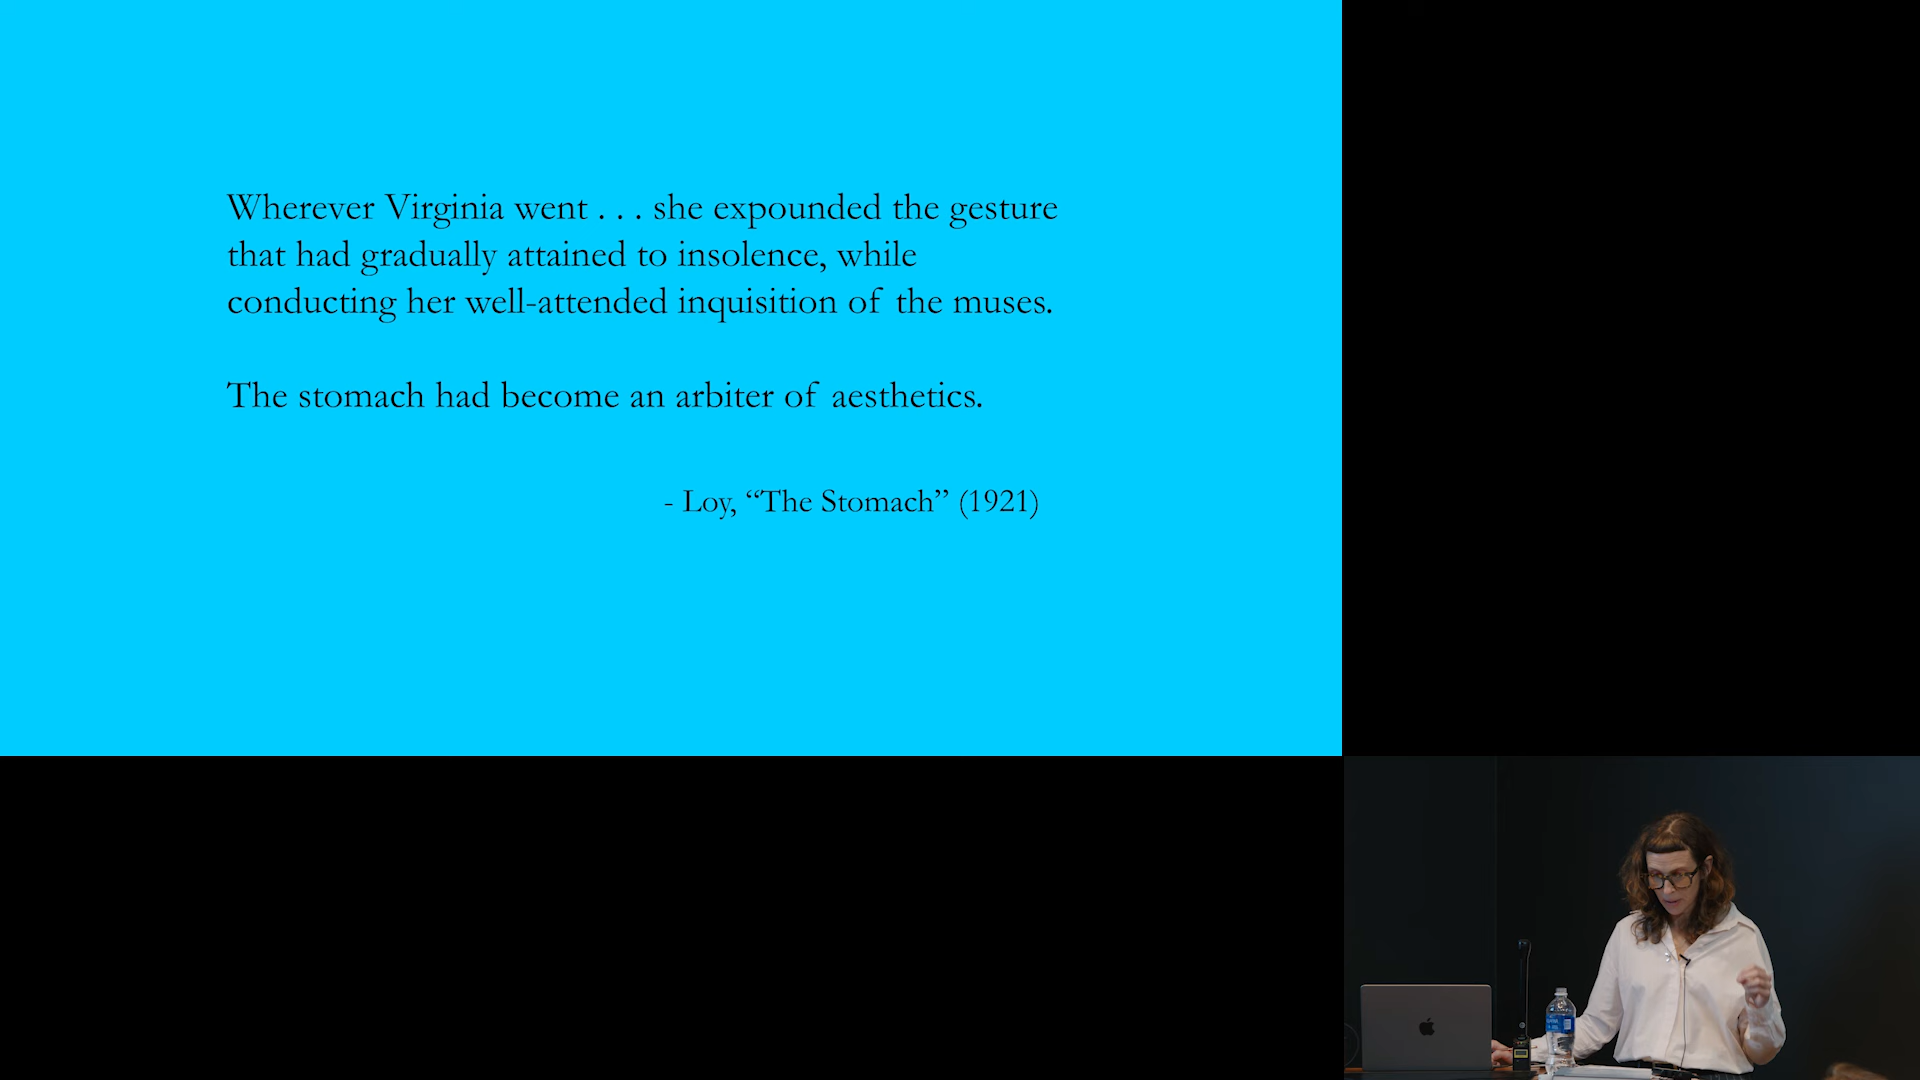 Wherever Virginia went . . . she expounded the gesture
that had gradually attained to insolence, while
conducting her well-attended inquisition of the muses.
The stomach had become an arbiter of aesthetics.
- Loy, “The Stomach” (1921)